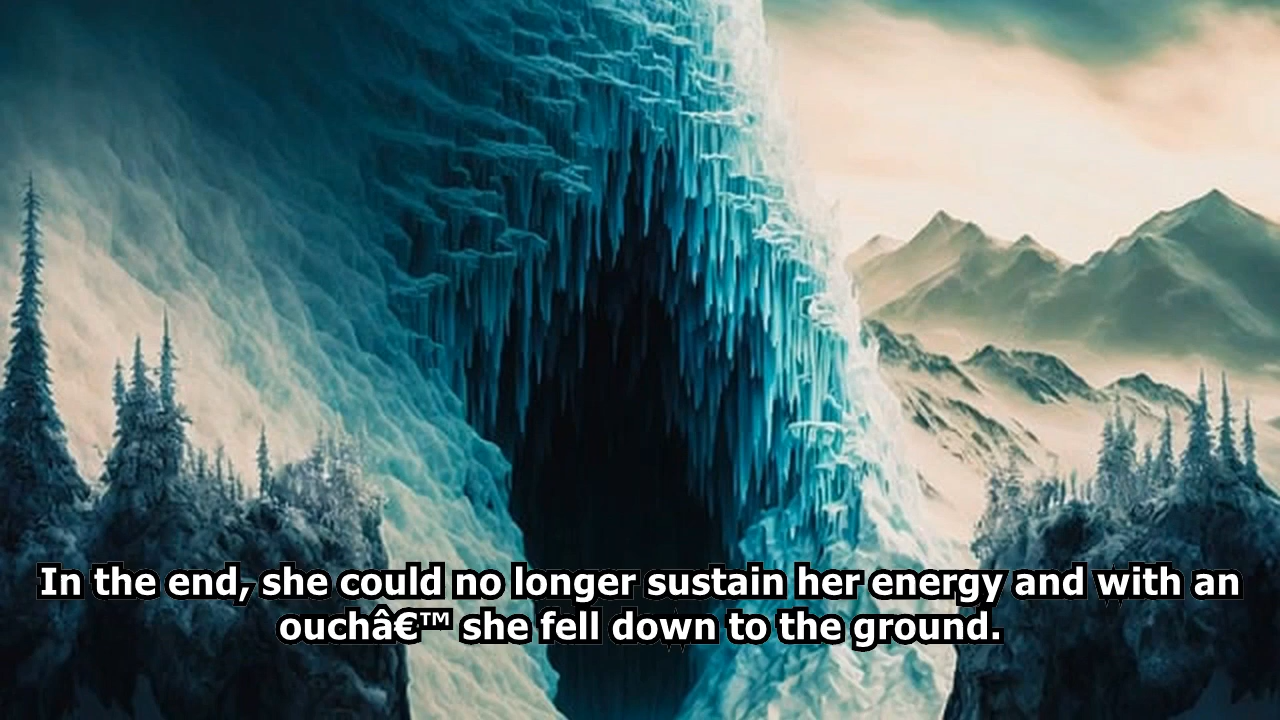 In the end, she could no longer sustain her energy and with an
ouchâ€™ she fell down to the ground.